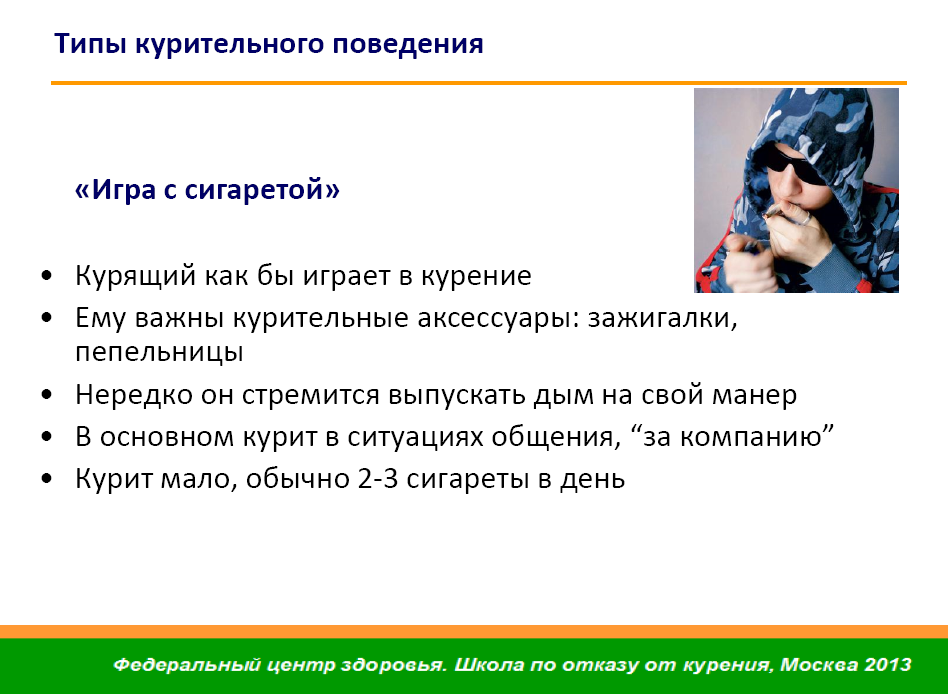 Типы курительного поведения
«Игра с сигаретой»
• Курящий как бы играет в курение
• Ему важны курительные аксессуары: зажигалки,
пепельницы
• Нередко он стремится выпускать дым на свой манер
• В основном курит в ситуациях общения, “за компанию”
• Курит мало, обычно 2-3 сигареты в день
Федеральный центр здоровья. Школа по отказу от курения, Москва 2013